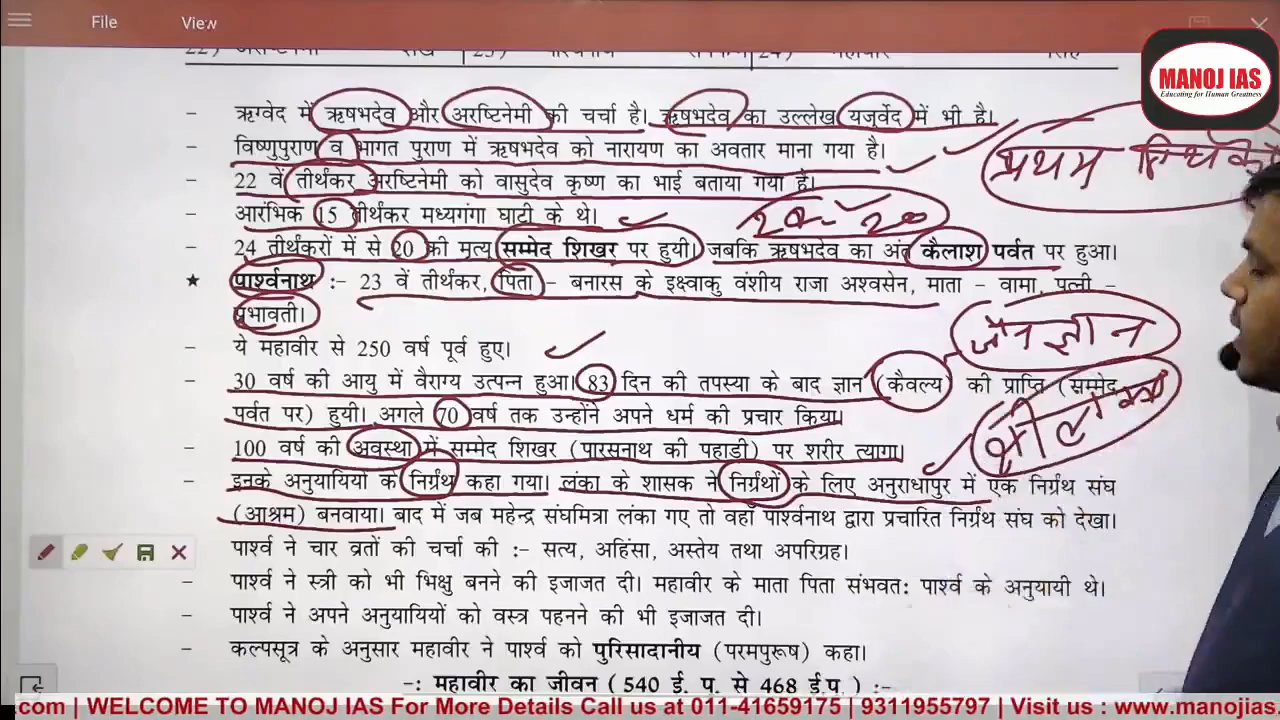 File View
MANOJ IAS
Educating for Human Greatness
- ऋग्वेद में ऋषभदेव और अरष्टिनेमी की चर्चा है। ऋषभदेव का उल्लेख यजुर्वेद में भी है।
- विष्णुपुराण व भागत पुराण में ऋषभदेव को नारायण का अवतार माना गया है।
प्रथम
- 22 वें तीर्थंकर अरष्टिनेमी को वासुदेव कृष्ण का भाई बताया गया है।
- आरंभिक 15 तीर्थंकर मध्यगंगा घाटी के थे।
- 24 तीर्थंकरों में से 20 की मृत्य सम्मेद शिखर पर हुयी। जबकि ऋषभदेव का अंत कैलाश पर्वत पर हुआ।
★ पार्श्वनाथ :- 23 वें तीर्थंकर, पिता - बनारस के इक्ष्वाकु वंशीय राजा अश्वसेन, माता - वामा, पत्नी -
प्रभावती।
जैन ज्ञान
- ये महावीर से 250 वर्ष पूर्व हुए।
- 30 वर्ष की आयु में वैराग्य उत्पन्न हुआ। 83 दिन की तपस्या के बाद ज्ञान (कैवल्य) की प्राप्ति (सम्मेद
पर्वत पर) हुयी। अगले 70 वर्ष तक उन्होंने अपने धर्म की प्रचार किया।
- 100 वर्ष की अवस्था में सम्मेद शिखर (पारसनाथ की पहाडी) पर शरीर त्यागा।
- इनके अनुयायियों के निर्ग्रंथ कहा गया। लंका के शासक ने निर्ग्रंथों के लिए अनुराधापुर में एक निर्ग्रंथ संघ
(आश्रम) बनवाया। बाद में जब महेन्द्र संघमित्रा लंका गए तो वहाँ पार्श्वनाथ द्वारा प्रचारित निर्ग्रंथ संघ को देखा।
पार्श्व ने चार व्रतों की चर्चा की :- सत्य, अहिंसा, अस्तेय तथा अपरिग्रह।
- पार्श्व ने स्त्री को भी भिक्षु बनने की इजाजत दी। महावीर के माता पिता संभवत: पार्श्व के अनुयायी थे।
- पार्श्व ने अपने अनुयायियों को वस्त्र पहनने की भी इजाजत दी।
- कल्पसूत्र के अनुसार महावीर ने पार्श्व को पुरिसादानीय (परमपुरूष) कहा।
-: महावीर का जीवन ( 540 ई. पू. से 468 ई.पू. ) :-
.com | WELCOME TO MANOJ IAS For More Details Call us at 011-41659175 | 9311955797 | Visit us : www.manojias.